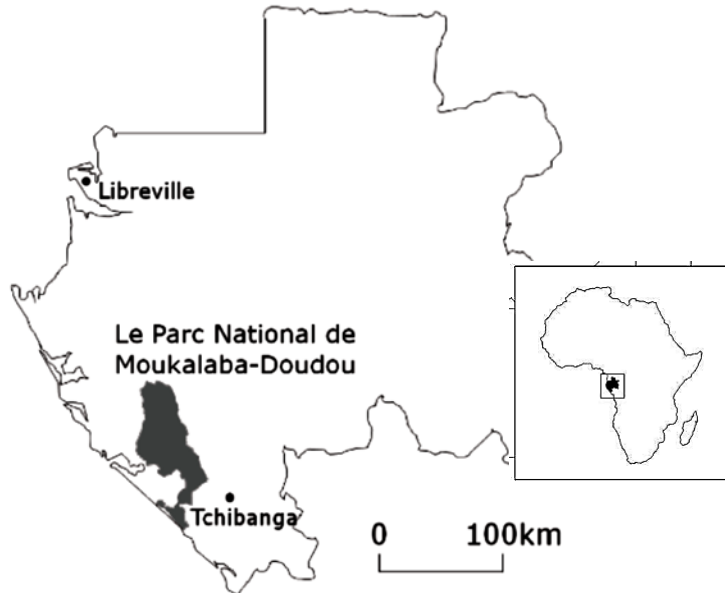 Libreville
Le Parc National de
Moukalaba-Doudou
Tchibanga
0 100km